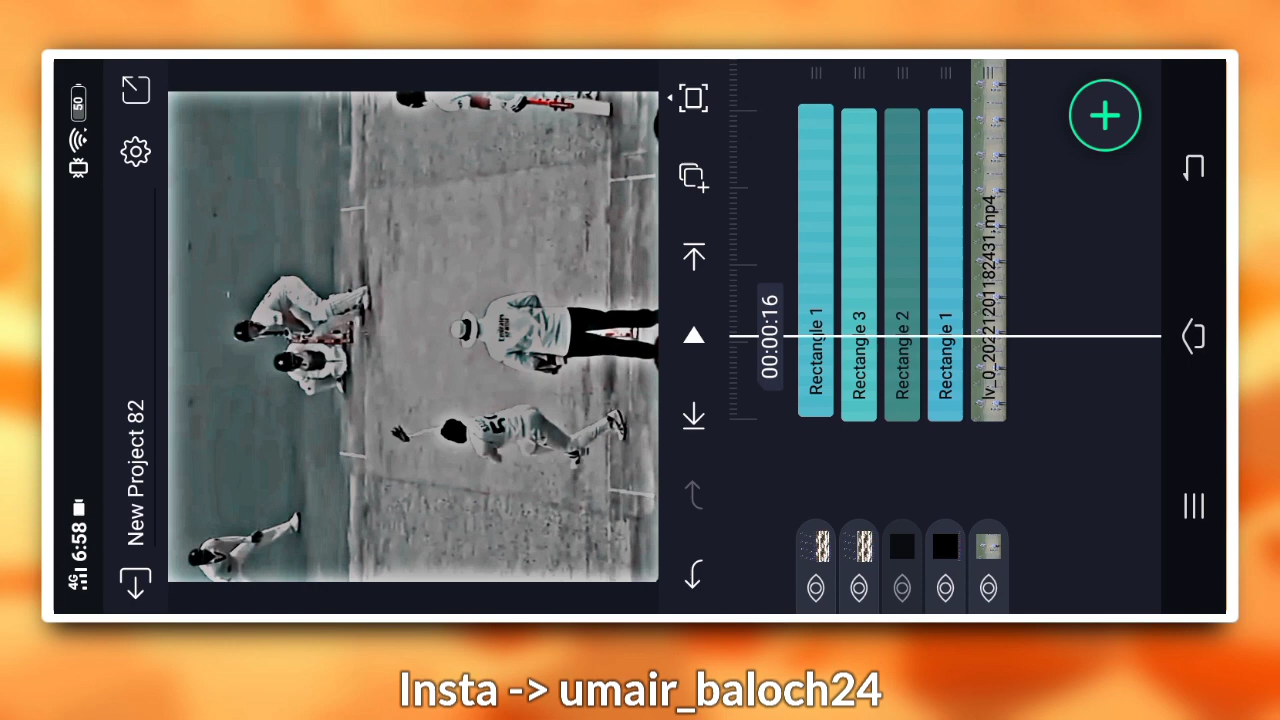 4G 6:58
50
New Project 82
00:00:16
Rectangle 1
Rectangle 3
Rectangle 2
Rectangle 1
lv_0_20221201182431.mp4
Insta -> umair_baloch24